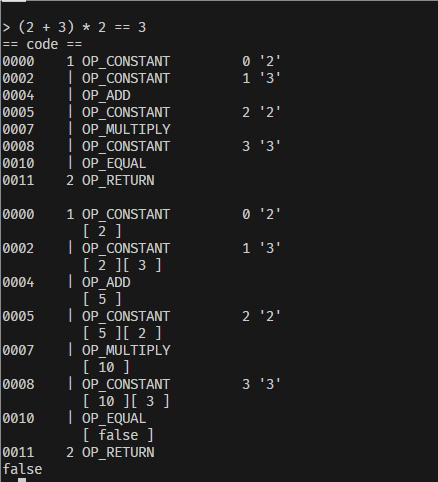 > (2 + 3) * 2 == 3
== code ==
0000    1 OP_CONSTANT         0 '2'
0002    | OP_CONSTANT         1 '3'
0004    | OP_ADD
0005    | OP_CONSTANT         2 '2'
0007    | OP_MULTIPLY
0008    | OP_CONSTANT         3 '3'
0010    | OP_EQUAL
0011    2 OP_RETURN

0000    1 OP_CONSTANT         0 '2'
          [ 2 ]
0002    | OP_CONSTANT         1 '3'
          [ 2 ][ 3 ]
0004    | OP_ADD
          [ 5 ]
0005    | OP_CONSTANT         2 '2'
          [ 5 ][ 2 ]
0007    | OP_MULTIPLY
          [ 10 ]
0008    | OP_CONSTANT         3 '3'
          [ 10 ][ 3 ]
0010    | OP_EQUAL
          [ false ]
0011    2 OP_RETURN
false